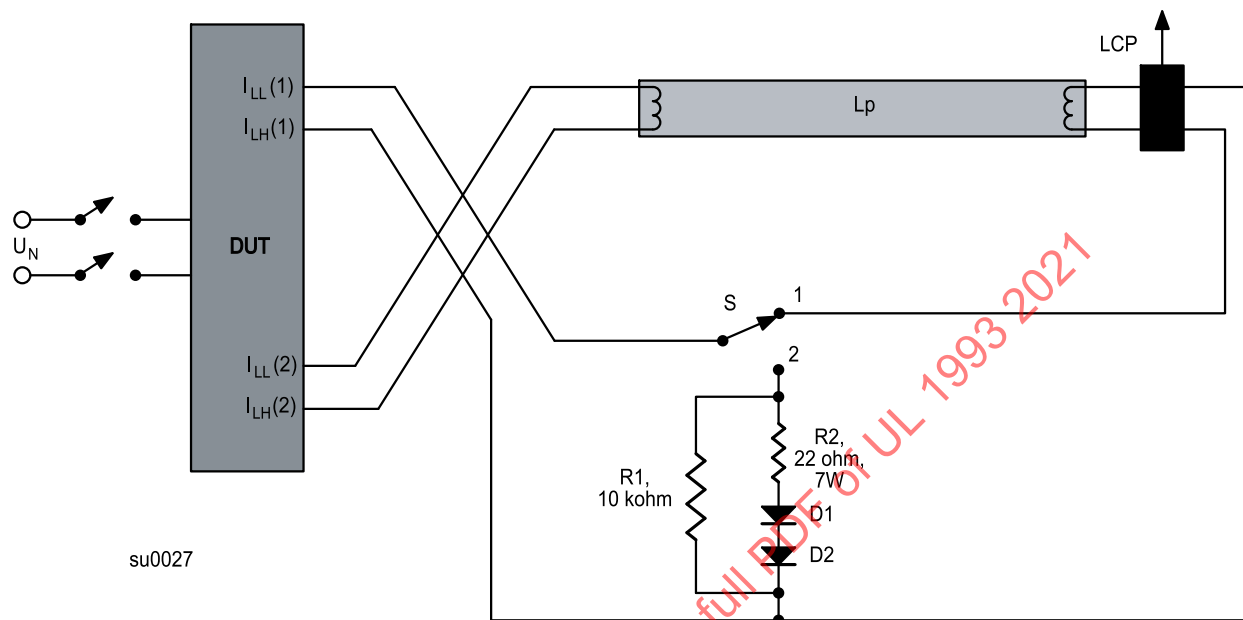 LCP
I_LL(1)
Lp
I_LH(1)
U_N
DUT
S
1
2
I_LL(2)
I_LH(2)
R1,
10 kohm
R2,
22 ohm,
7W
D1
D2
su0027
full PDF of UL 1993 2021